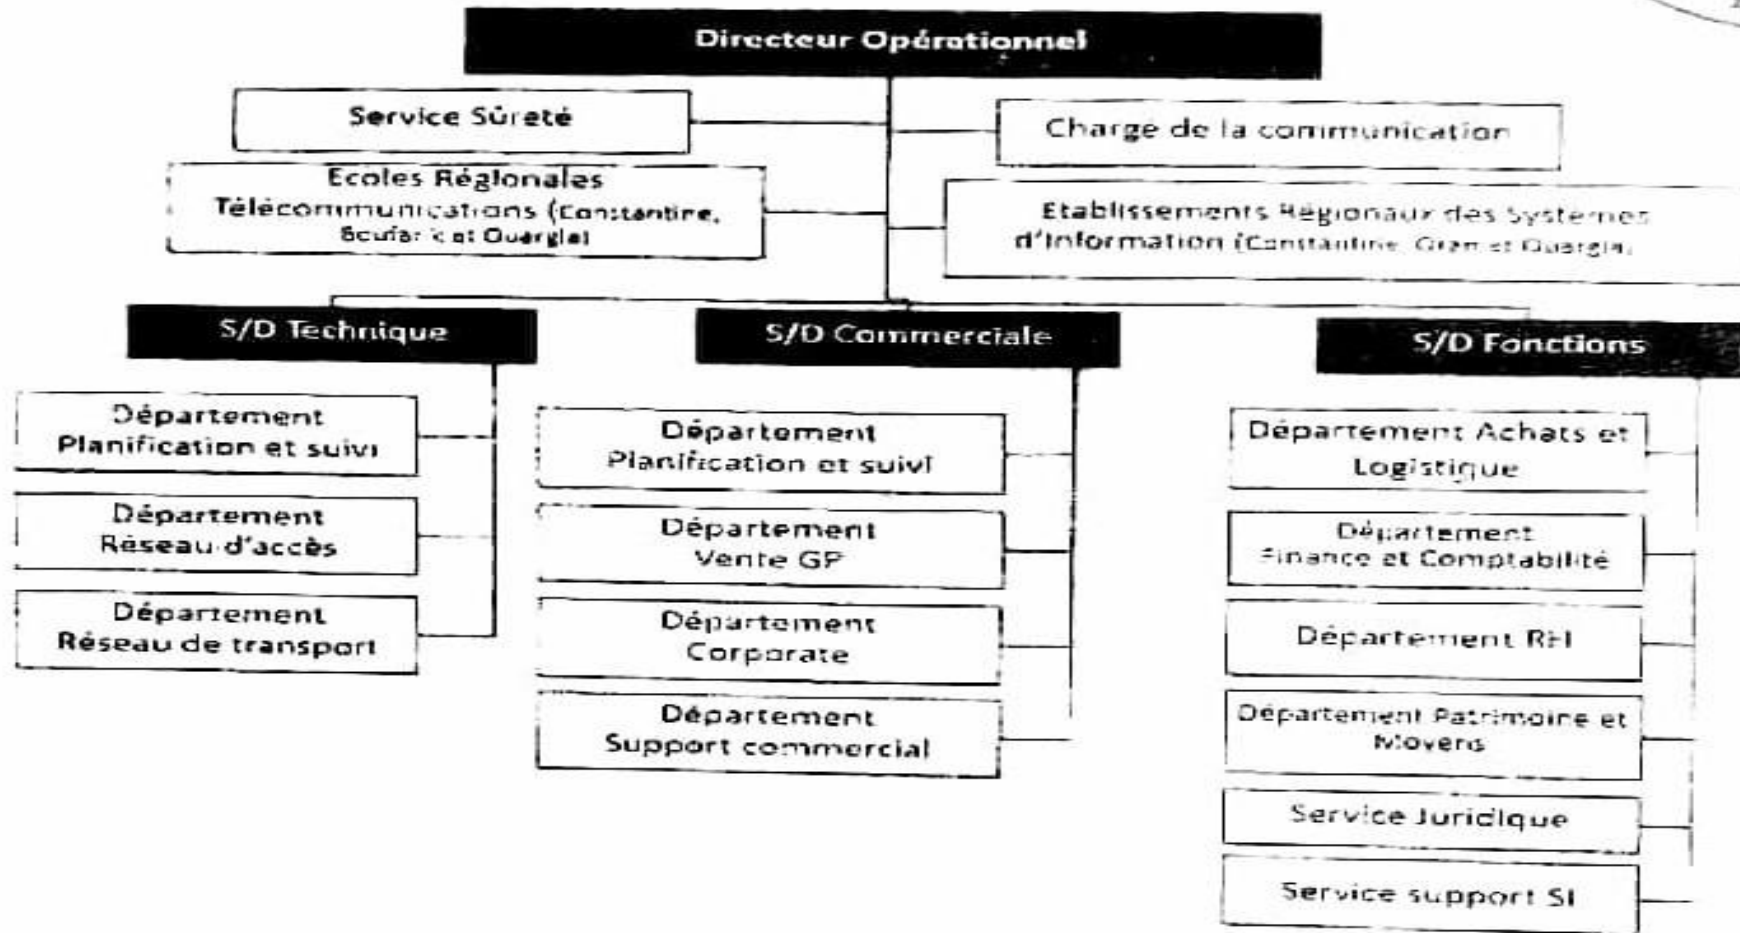 Directeur Opérationnel
Service Sûreté
Chargé de la communication
Ecoles Régionales
Télécommunications (Constantine,
et Ouargla)
Etablissements Régionaux des Systèmes
d'Information (Constantine, Oran et Ouargla)
S/D Technique
S/D Commerciale
S/D Fonctions
Département
Planification et suivi
Département
Réseau d'accès
Département
Réseau de transport
Département
Planification et suivi
Département
Vente GP
Département
Corporate
Département
Support commercial
Département Achats et
Logistique
Département
Finance et Comptabilité
Département RH
Département Patrimoine et
Moyens
Service Juridique
Service support SI